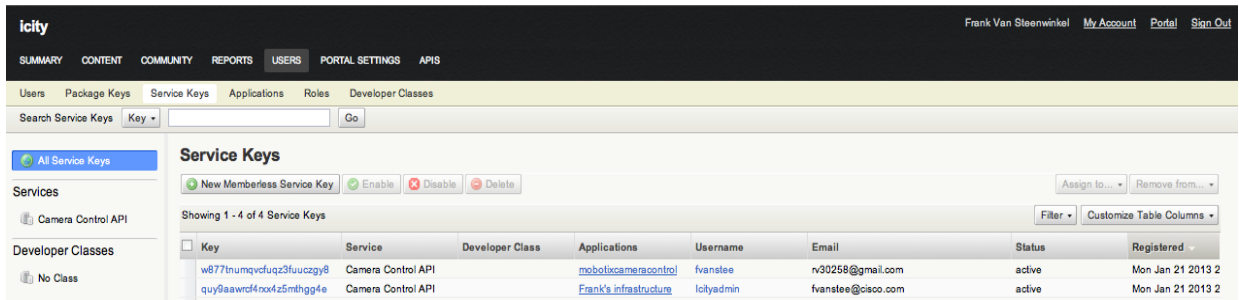 icity
Frank Van Steenwinkel My Account Portal Sign Out
SUMMARY CONTENT COMMUNITY REPORTS USERS PORTAL SETTINGS APIS
Users Package Keys Service Keys Applications Roles Developer Classes
Search Service Keys Key Go
All Service Keys
Services
Camera Control API
Developer Classes
No Class
Service Keys
New Memberless Service Key Enable Disable Delete Assign to... Remove from...
Showing 1 - 4 of 4 Service Keys Filter Customize Table Columns
Key Service Developer Class Applications Username Email Status Registered
w877tnumqvcfuqz3fuuczgy8 Camera Control API mobotixcameracontrol fvanstee rv30258@gmail.com active Mon Jan 21 2013 2
quy9aawrcf4rxx4z5mthgg4e Camera Control API Frank's infrastructure Icityadmin fvanstee@cisco.com active Mon Jan 21 2013 2